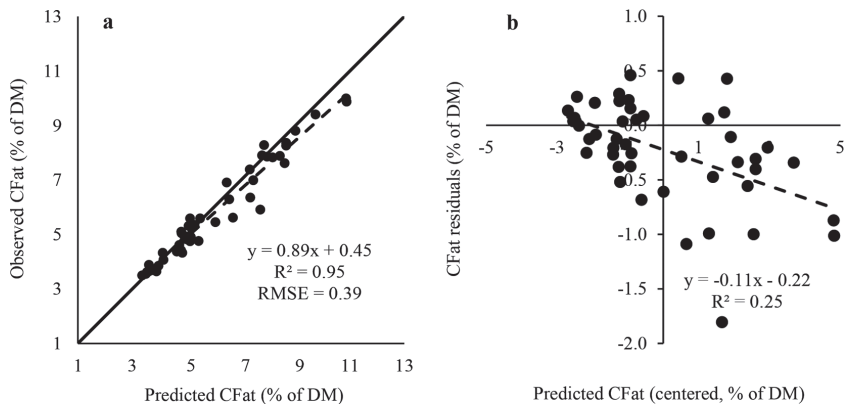 a
13
11
9
7
5
3
1
Observed CFat (% of DM)
y = 0.89x + 0.45
R² = 0.95
RMSE = 0.39
1 3 5 7 9 11 13
Predicted CFat (% of DM)
b
1.0
0.5
0.0
-0.5
-1.0
-1.5
-2.0
CFat residuals (% of DM)
-5 -3 -1 1 3 5
y = -0.11x - 0.22
R² = 0.25
Predicted CFat (centered, % of DM)